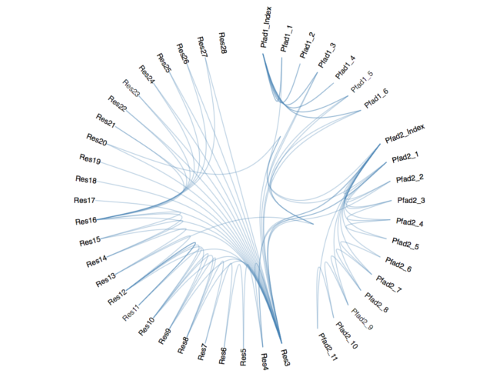 Pfad1_Index
Pfad1_1
Pfad1_2
Pfad1_3
Pfad1_4
Pfad1_5
Pfad1_6
Pfad2_Index
Pfad2_1
Pfad2_2
Pfad2_3
Pfad2_4
Pfad2_5
Pfad2_6
Pfad2_7
Pfad2_8
Pfad2_9
Pfad2_10
Pfad2_11
Res3
Res4
Res5
Res6
Res7
Res8
Res9
Res10
Res11
Res12
Res13
Res14
Res15
Res16
Res17
Res18
Res19
Res20
Res21
Res22
Res23
Res24
Res25
Res26
Res27
Res28